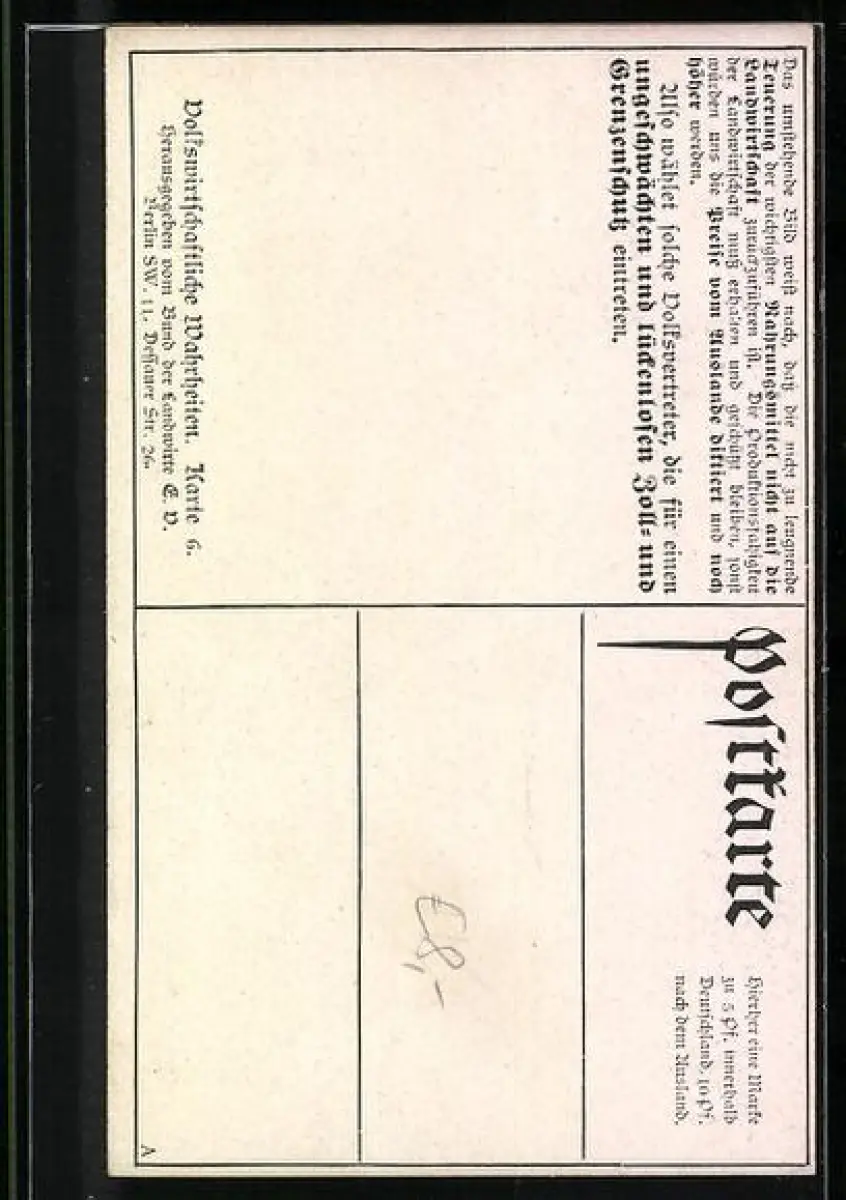 Das umstehende Bild weist nach, daß die nicht zu leugnende
Teuerung der wichtigsten Nahrungsmittel nicht auf die
Landwirtschaft zurückzuführen ist. Die Produktionsfähigkeit
der Landwirtschaft muß erhalten und geschützt bleiben, sonst
würden uns die Preise vom Auslande diktiert und noch
höher werden.
Also wählet solche Volksvertreter, die für einen
ungeschwächten und lückenlosen Zoll- und
Grenzenschutz eintreten.
Volkswirtschaftliche Wahrheiten. Karte 6.
Herausgegeben vom Bund der Landwirte E. V.
Berlin SW. 11, Dessauer Str. 26.
Postkarte
Hierher eine Marke
zu 5 Pf. innerhalb
Deutschland, 10 Pf.
nach dem Ausland.
€8,-
A